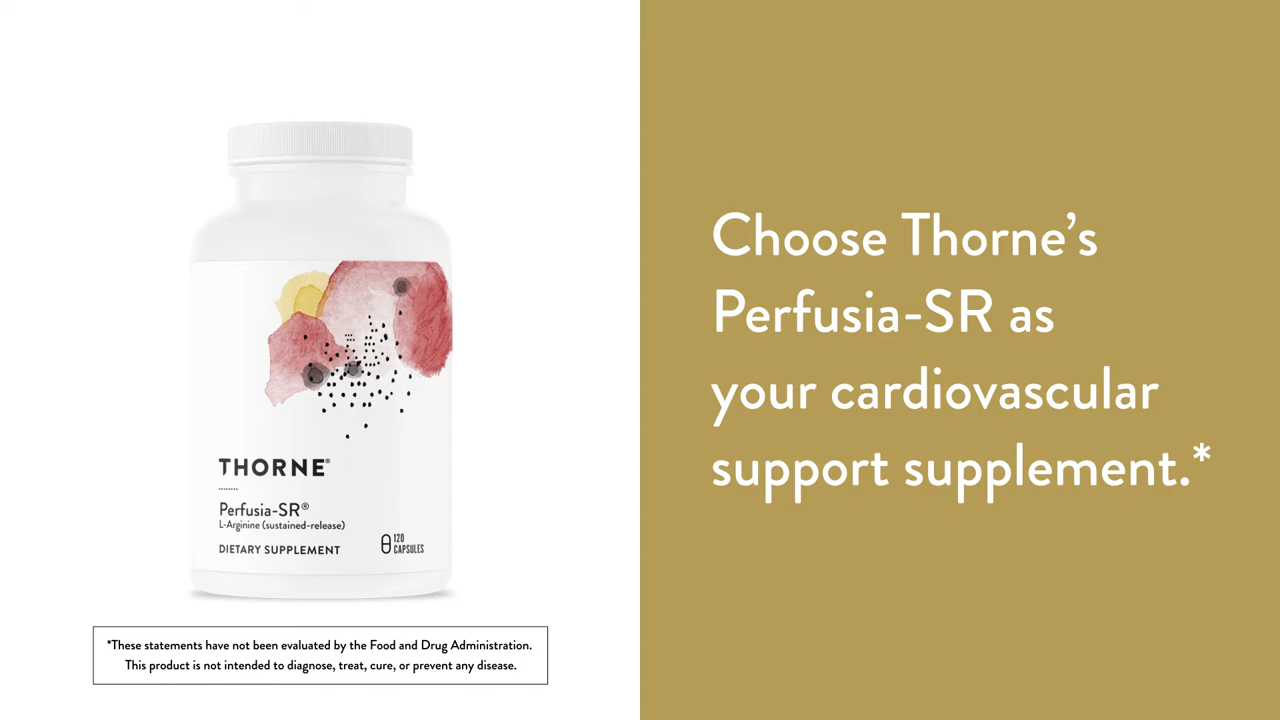 THORNE®
Perfusia-SR®
L-Arginine (sustained-release)
DIETARY SUPPLEMENT
120
CAPSULES
*These statements have not been evaluated by the Food and Drug Administration.
This product is not intended to diagnose, treat, cure, or prevent any disease.
Choose Thorne’s
Perfusia-SR as
your cardiovascular
support supplement.*